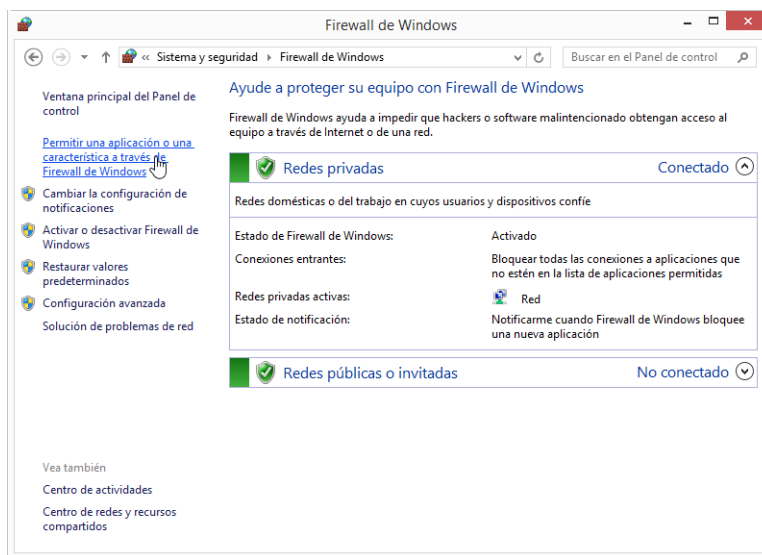 Firewall de Windows
« Sistema y seguridad Firewall de Windows
Buscar en el Panel de control
Ventana principal del Panel de
control
Permitir una aplicación o una
característica a través de
Firewall de Windows
Cambiar la configuración de
notificaciones
Activar o desactivar Firewall de
Windows
Restaurar valores
predeterminados
Configuración avanzada
Solución de problemas de red
Vea también
Centro de actividades
Centro de redes y recursos
compartidos
Ayude a proteger su equipo con Firewall de Windows
Firewall de Windows ayuda a impedir que hackers o software malintencionado obtengan acceso al
equipo a través de Internet o de una red.
Redes privadas Conectado
Redes domésticas o del trabajo en cuyos usuarios y dispositivos confíe
Estado de Firewall de Windows: Activado
Conexiones entrantes: Bloquear todas las conexiones a aplicaciones que
no estén en la lista de aplicaciones permitidas
Redes privadas activas: Red
Estado de notificación: Notificarme cuando Firewall de Windows bloquee
una nueva aplicación
Redes públicas o invitadas No conectado